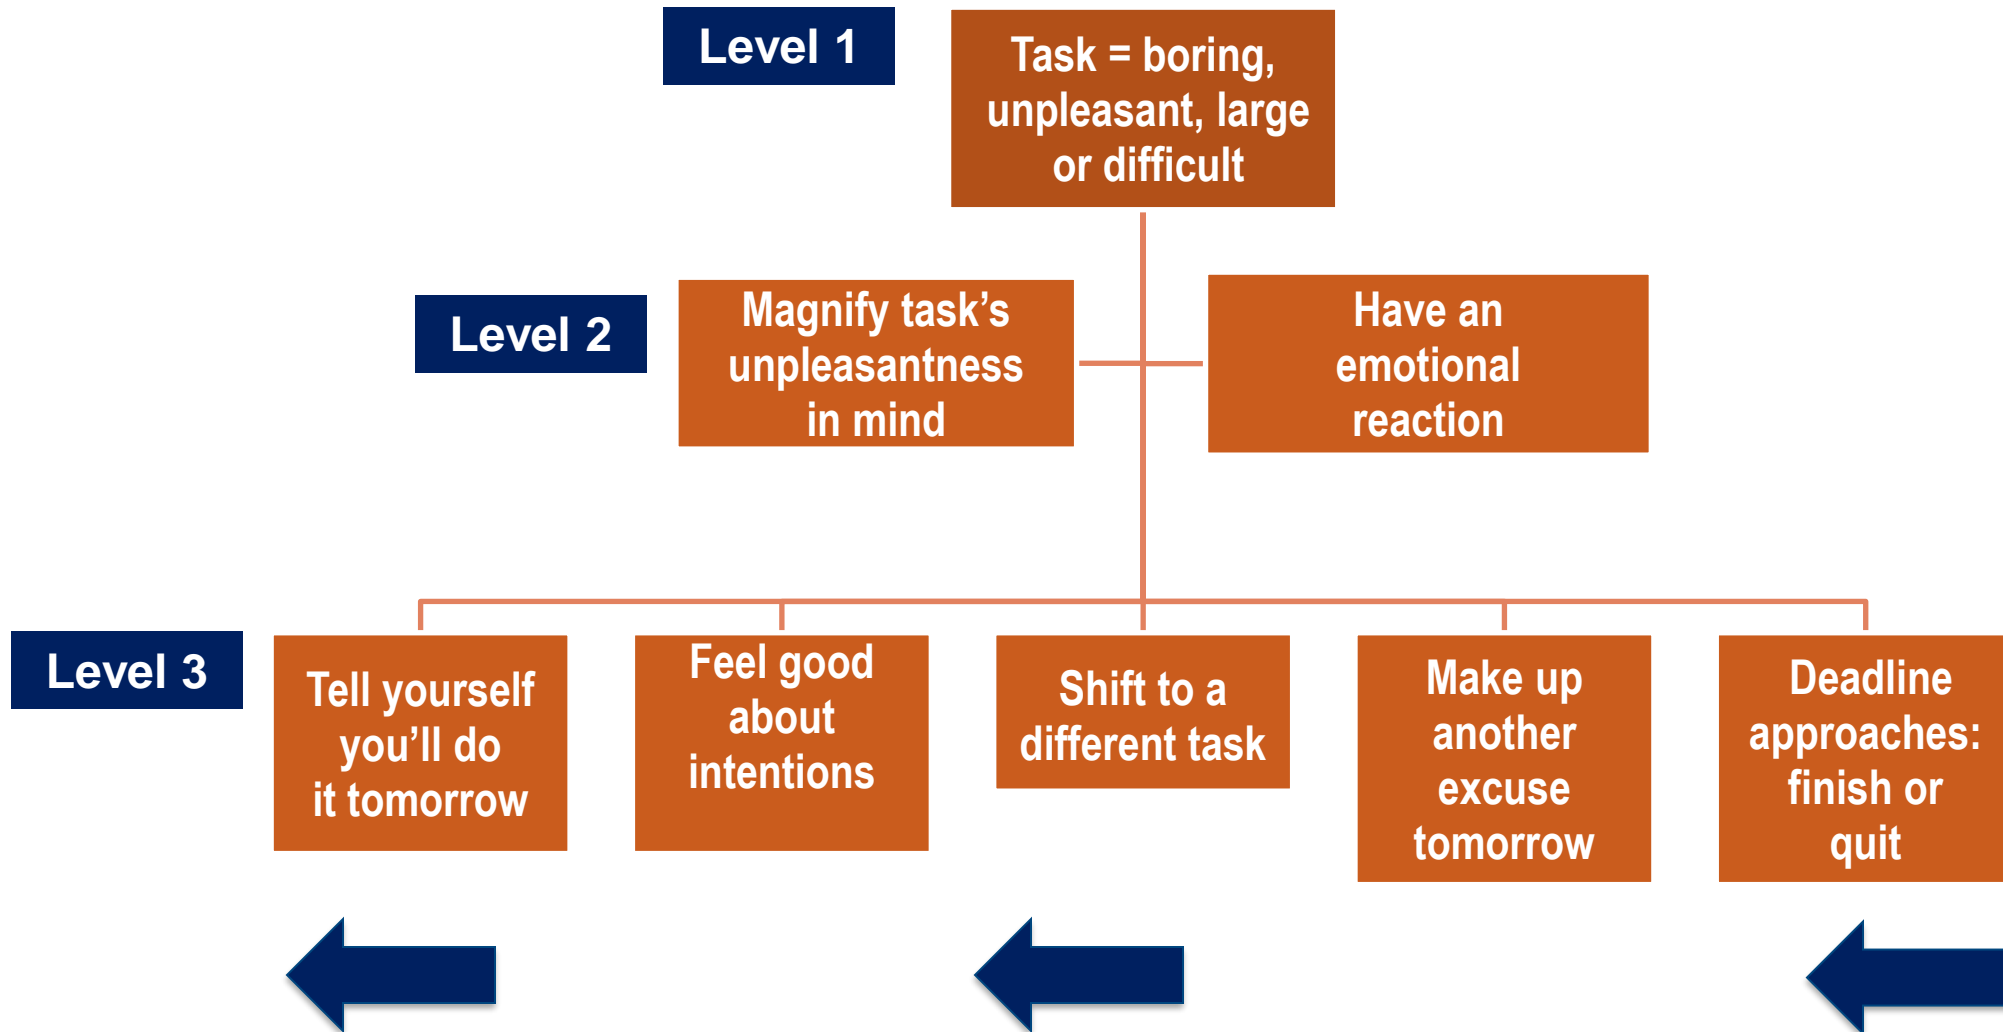 Level 1
Task = boring,
unpleasant, large
or difficult
Level 2
Magnify task’s
unpleasantness
in mind
Have an
emotional
reaction
Level 3
Tell yourself
you’ll do
it tomorrow
Feel good
about
intentions
Shift to a
different task
Make up
another
excuse
tomorrow
Deadline
approaches:
finish or
quit